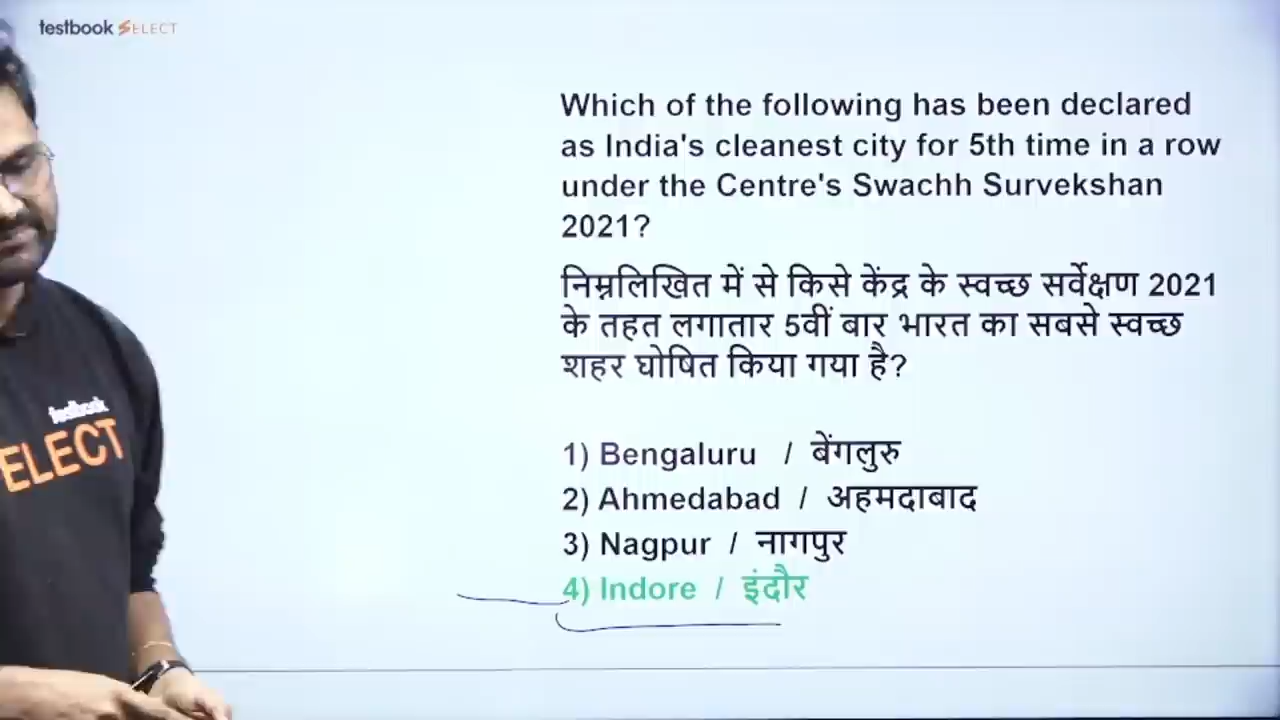 testbook SELECT
Which of the following has been declared
as India's cleanest city for 5th time in a row
under the Centre's Swachh Survekshan
2021?
निम्नलिखित में से किसे केंद्र के स्वच्छ सर्वेक्षण 2021
के तहत लगातार 5वीं बार भारत का सबसे स्वच्छ
शहर घोषित किया गया है?
1) Bengaluru / बेंगलुरु
2) Ahmedabad / अहमदाबाद
3) Nagpur / नागपुर
4) Indore / इंदौर
testbook
ELECT